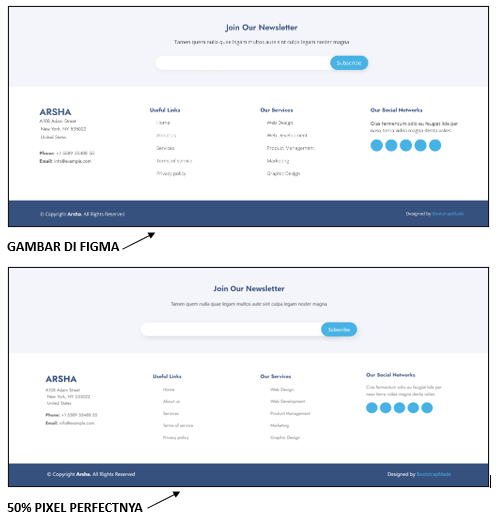 Join Our Newsletter
Tamen quem nulla quae legam multos aute sint culpa legam noster magna
Subscribe
ARSHA
A108 Adam Street
New York, NY 535022
United States
Phone: +1 5589 55488 55
Email: info@example.com
Useful Links
Home
About us
Services
Terms of service
Privacy policy
Our Services
Web Design
Web Development
Product Management
Marketing
Graphic Design
Our Social Networks
Cras fermentum odio eu feugiat lide par
naso tierra videa magna derita valies
© Copyright Arsha. All Rights Reserved
Designed by BootstrapMade
GAMBAR DI FIGMA
Join Our Newsletter
Tamen quem nulla quae legam multos aute sint culpa legam noster magna
Subscribe
ARSHA
A108 Adam Street
New York, NY 535022
United States
Phone: +1 5589 55488 55
Email: info@example.com
Useful Links
Home
About us
Services
Terms of service
Privacy policy
Our Services
Web Design
Web Development
Product Management
Marketing
Graphic Design
Our Social Networks
Cras fermentum odio eu feugiat lide par
naso tierra videa magna derita valies
© Copyright Arsha. All Rights Reserved
Designed by BootstrapMade
50% PIXEL PERFECTNYA